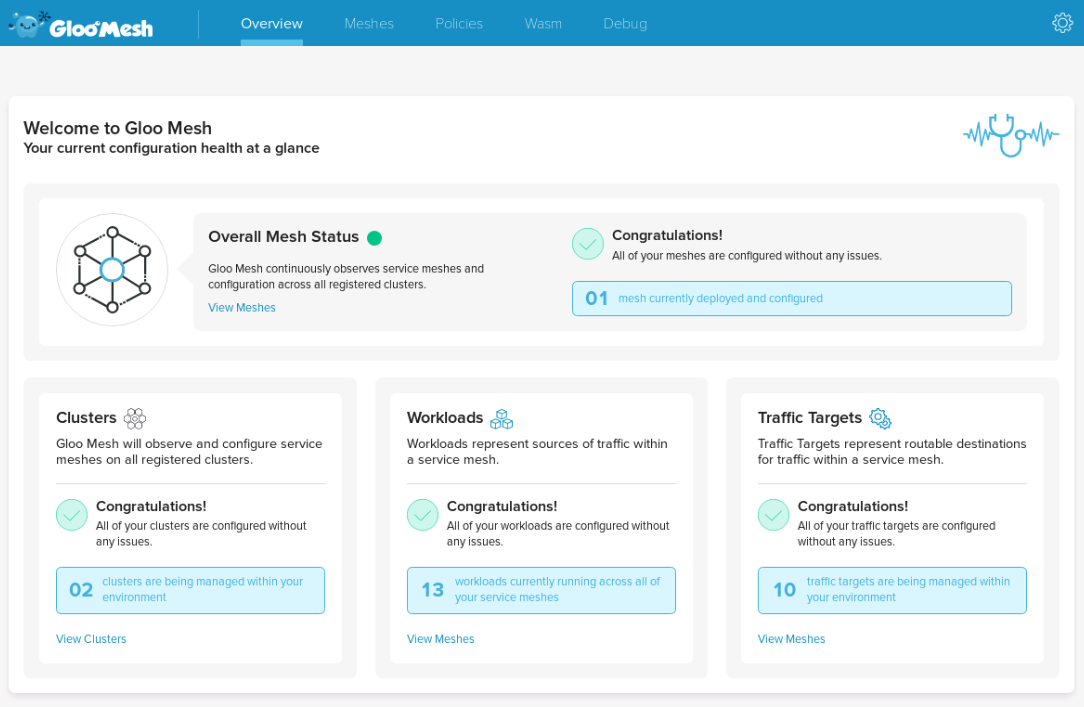 Gloo Mesh
Overview
Meshes
Policies
Wasm
Debug
Welcome to Gloo Mesh
Your current configuration health at a glance
Overall Mesh Status
Gloo Mesh continuously observes service meshes and
configuration across all registered clusters.
View Meshes
Congratulations!
All of your meshes are configured without any issues.
01 mesh currently deployed and configured
Clusters
Gloo Mesh will observe and configure service
meshes on all registered clusters.
Congratulations!
All of your clusters are configured without
any issues.
02 clusters are being managed within your
environment
View Clusters
Workloads
Workloads represent sources of traffic within
a service mesh.
Congratulations!
All of your workloads are configured without
any issues.
13 workloads currently running across all of
your service meshes
View Meshes
Traffic Targets
Traffic Targets represent routable destinations
for traffic within a service mesh.
Congratulations!
All of your traffic targets are configured
without any issues.
10 traffic targets are being managed within
your environment
View Meshes